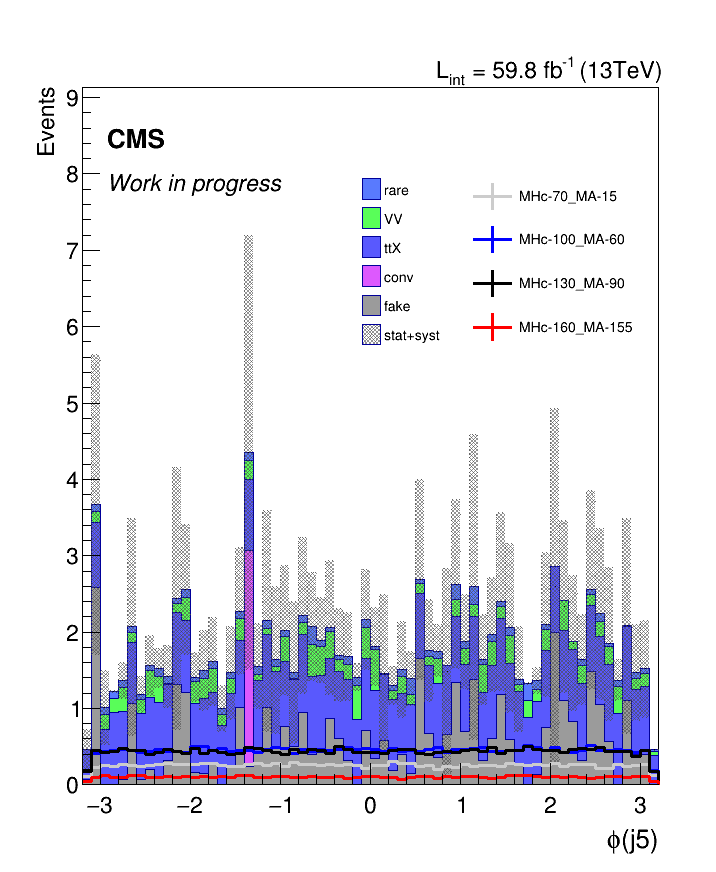 L_int = 59.8 fb^-1 (13TeV)
Events
9
8
7
6
5
4
3
2
1
0
CMS
Work in progress
rare
VV
ttX
conv
fake
stat+syst
MHc-70_MA-15
MHc-100_MA-60
MHc-130_MA-90
MHc-160_MA-155
−3 −2 −1 0 1 2 3
ϕ(j5)